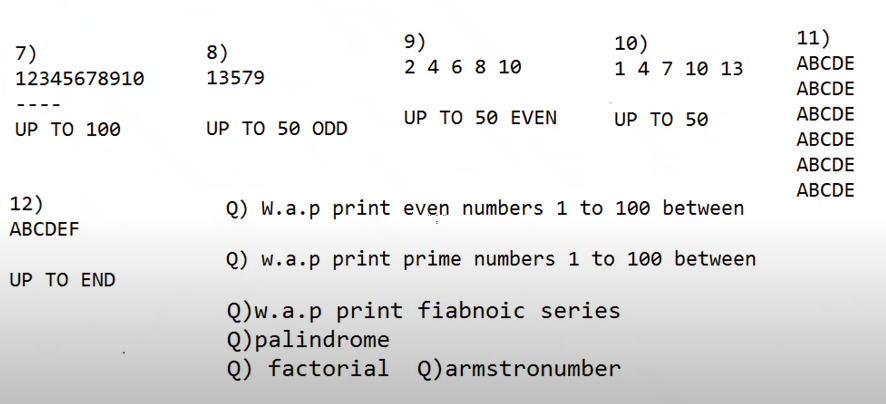 7)
12345678910
----
UP TO 100
8)
13579
UP TO 50 ODD
9)
2 4 6 8 10
UP TO 50 EVEN
10)
1 4 7 10 13
UP TO 50
11)
ABCDE
ABCDE
ABCDE
ABCDE
ABCDE
ABCDE
12)
ABCDEF
UP TO END
Q) W.a.p print even numbers 1 to 100 between
Q) w.a.p print prime numbers 1 to 100 between
Q)w.a.p print fiabnoic series
Q)palindrome
Q) factorial Q)armstronumber